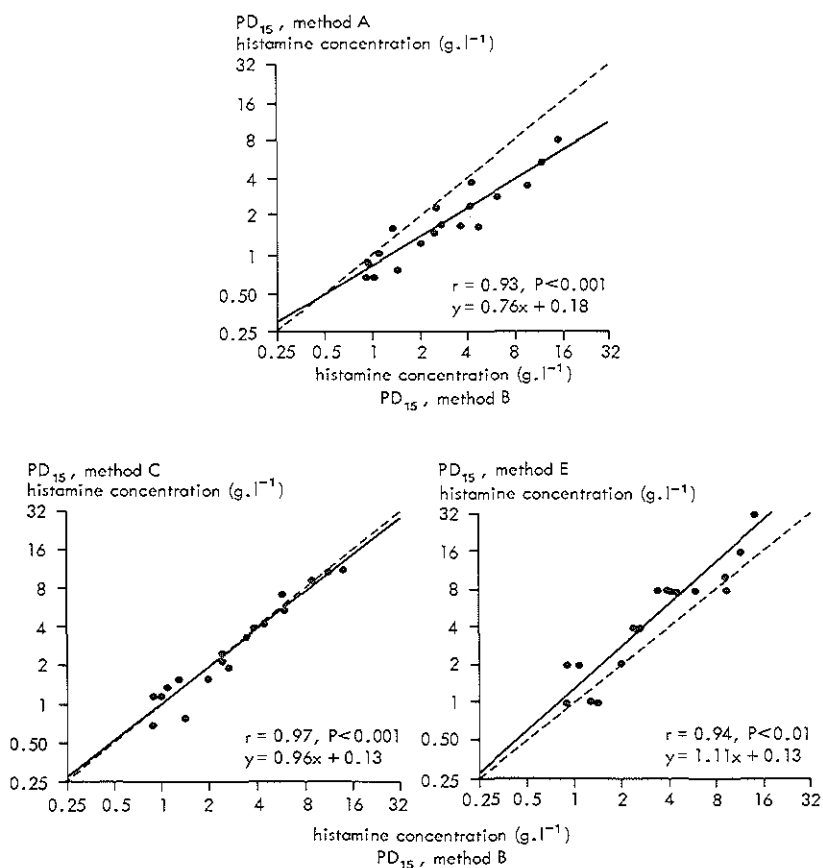 PD₁₅, method A
histamine concentration (g.l⁻¹)
32
16
8
4
2
1
0.50
0.25
r = 0.93, P<0.001
y = 0.76x + 0.18
0.25 0.5 1 2 4 8 16 32
histamine concentration (g.l⁻¹)
PD₁₅, method B
PD₁₅, method C
histamine concentration (g.l⁻¹)
32
16
8
4
2
1
0.50
0.25
r = 0.97, P<0.001
y = 0.96x + 0.13
0.25 0.5 1 2 4 8 16 32
PD₁₅, method E
histamine concentration (g.l⁻¹)
32
16
8
4
2
1
0.50
0.25
r = 0.94, P<0.01
y = 1.11x + 0.13
0.25 0.5 1 2 4 8 16 32
histamine concentration (g.l⁻¹)
PD₁₅, method B